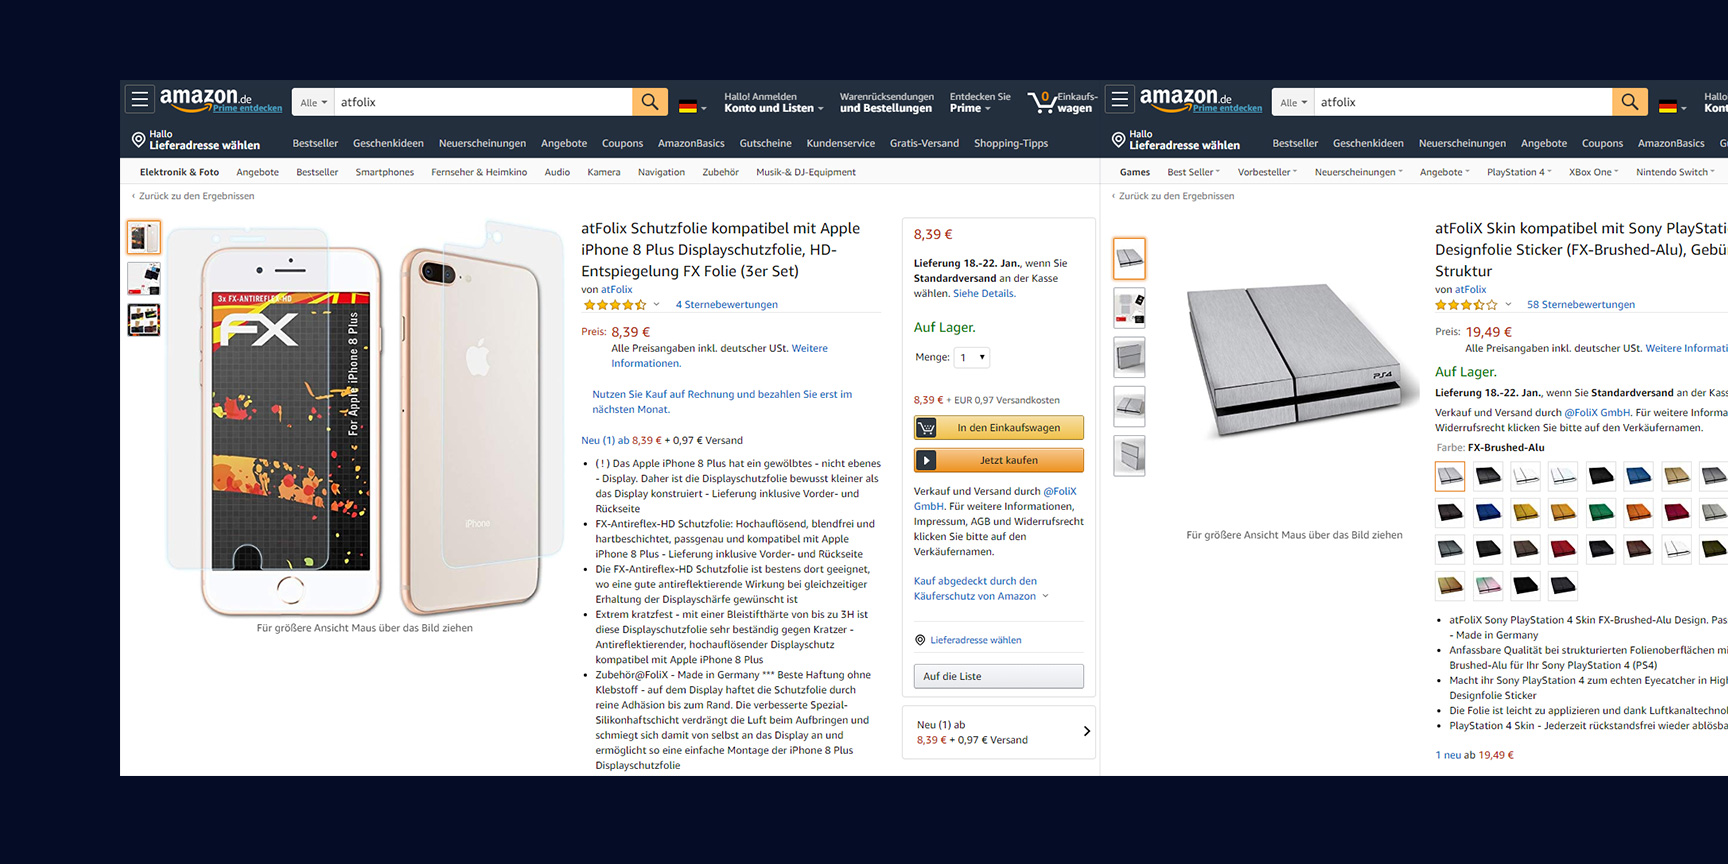 amazon.de
Prime entdecken
Alle
atfolix
Hallo! Anmelden
Konto und Listen
Warenrücksendungen
und Bestellungen
Entdecken Sie
Prime
0
Einkaufs-
wagen
Hallo
Lieferadresse wählen
Bestseller Geschenkideen Neuerscheinungen Angebote Coupons AmazonBasics Gutscheine Kundenservice Gratis-Versand Shopping-Tipps
Elektronik & Foto Angebote Bestseller Smartphones Fernseher & Heimkino Audio Kamera Navigation Zubehör Musik-& DJ-Equipment
‹ Zurück zu den Ergebnissen
3x FX-ANTIREFLEX-HD
FX
For Apple iPhone 8 Plus
iPhone
Für größere Ansicht Maus über das Bild ziehen
atFolix Schutzfolie kompatibel mit Apple
iPhone 8 Plus Displayschutzfolie, HD-
Entspiegelung FX Folie (3er Set)
von atFolix
4 Sternebewertungen
Preis: 8,39 €
Alle Preisangaben inkl. deutscher USt. Weitere
Informationen.
Nutzen Sie Kauf auf Rechnung und bezahlen Sie erst im
nächsten Monat.
Neu (1) ab 8,39 € + 0,97 € Versand
• ( ! ) Das Apple iPhone 8 Plus hat ein gewölbtes - nicht ebenes
- Display. Daher ist die Displayschutzfolie bewusst kleiner als
das Display konstruiert - Lieferung inklusive Vorder- und
Rückseite
• FX-Antireflex-HD Schutzfolie: Hochauflösend, blendfrei und
hartbeschichtet, passgenau und kompatibel mit Apple
iPhone 8 Plus - Lieferung inklusive Vorder- und Rückseite
• Die FX-Antireflex-HD Schutzfolie ist bestens dort geeignet,
wo eine gute antireflektierende Wirkung bei gleichzeitiger
Erhaltung der Displayschärfe gewünscht ist
• Extrem kratzfest - mit einer Bleistifthärte von bis zu 3H ist
diese Displayschutzfolie sehr beständig gegen Kratzer -
Antireflektierender, hochauflösender Displayschutz
kompatibel mit Apple iPhone 8 Plus
• Zubehör@FoliX - Made in Germany *** Beste Haftung ohne
Klebstoff - auf dem Display haftet die Schutzfolie durch
reine Adhäsion bis zum Rand. Die verbesserte Spezial-
Silikonhaftschicht verdrängt die Luft beim Aufbringen und
schmiegt sich damit von selbst an das Display an und
ermöglicht so eine einfache Montage der iPhone 8 Plus
Displayschutzfolie
8,39 €
Lieferung 18.-22. Jan., wenn Sie
Standardversand an der Kasse
wählen. Siehe Details.
Auf Lager.
Menge: 1
8,39 € + EUR 0,97 Versandkosten
In den Einkaufswagen
Jetzt kaufen
Verkauf und Versand durch @FoliX
GmbH. Für weitere Informationen,
Impressum, AGB und Widerrufsrecht
klicken Sie bitte auf den
Verkäufernamen.
Kauf abgedeckt durch den
Käuferschutz von Amazon
Lieferadresse wählen
Auf die Liste
Neu (1) ab
8,39 € + 0,97 € Versand
amazon.de
Prime entdecken
Alle
atfolix
Hallo
Kont
Hallo
Lieferadresse wählen
Bestseller Geschenkideen Neuerscheinungen Angebote Coupons AmazonBasics G
Games Best Seller Vorbesteller Neuerscheinungen Angebote PlayStation 4 XBox One Nintendo Switch
‹ Zurück zu den Ergebnissen
PS4
Für größere Ansicht Maus über das Bild ziehen
atFoliX Skin kompatibel mit Sony PlayStati
Designfolie Sticker (FX-Brushed-Alu), Gebü
Struktur
von atFolix
58 Sternebewertungen
Preis: 19,49 €
Alle Preisangaben inkl. deutscher USt. Weitere Informati
Auf Lager.
Lieferung 18.-22. Jan., wenn Sie Standardversand an der Kass
Verkauf und Versand durch @FoliX GmbH. Für weitere Informa
Widerrufsrecht klicken Sie bitte auf den Verkäufernamen.
Farbe: FX-Brushed-Alu
• atFoliX Sony PlayStation 4 Skin FX-Brushed-Alu Design. Pas
- Made in Germany
• Anfassbare Qualität bei strukturierten Folienoberflächen mi
Brushed-Alu für Ihr Sony PlayStation 4 (PS4)
• Macht ihr Sony PlayStation 4 zum echten Eyecatcher in High
Designfolie Sticker
• Die Folie ist leicht zu applizieren und dank Luftkanaltechnol
• PlayStation 4 Skin - Jederzeit rückstandsfrei wieder ablösba
1 neu ab 19,49 €